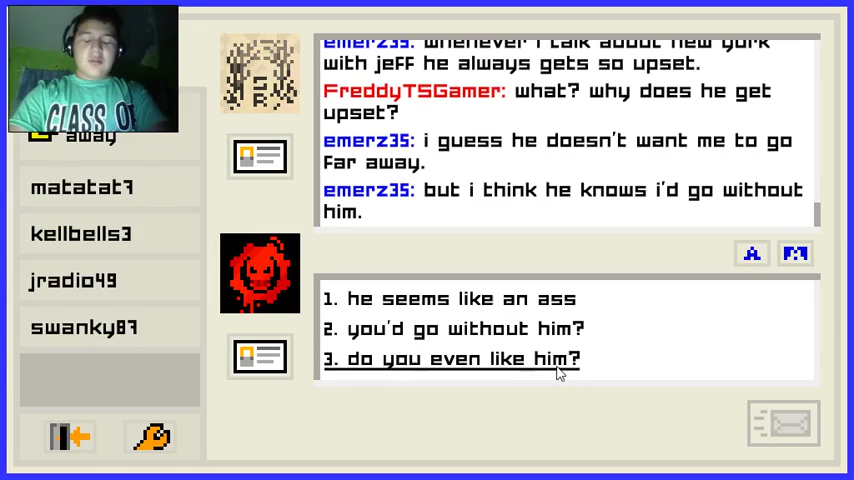 CLASS OF
away
matatat7
kellbells3
jradio49
swanky87
emerz35: whenever i talk about new york
with jeff he always gets so upset.
FreddyTSGamer: what? why does he get
upset?
emerz35: i guess he doesn't want me to go
far away.
emerz35: but i think he knows i'd go without
him.
A
1. he seems like an ass
2. you'd go without him?
3. do you even like him?